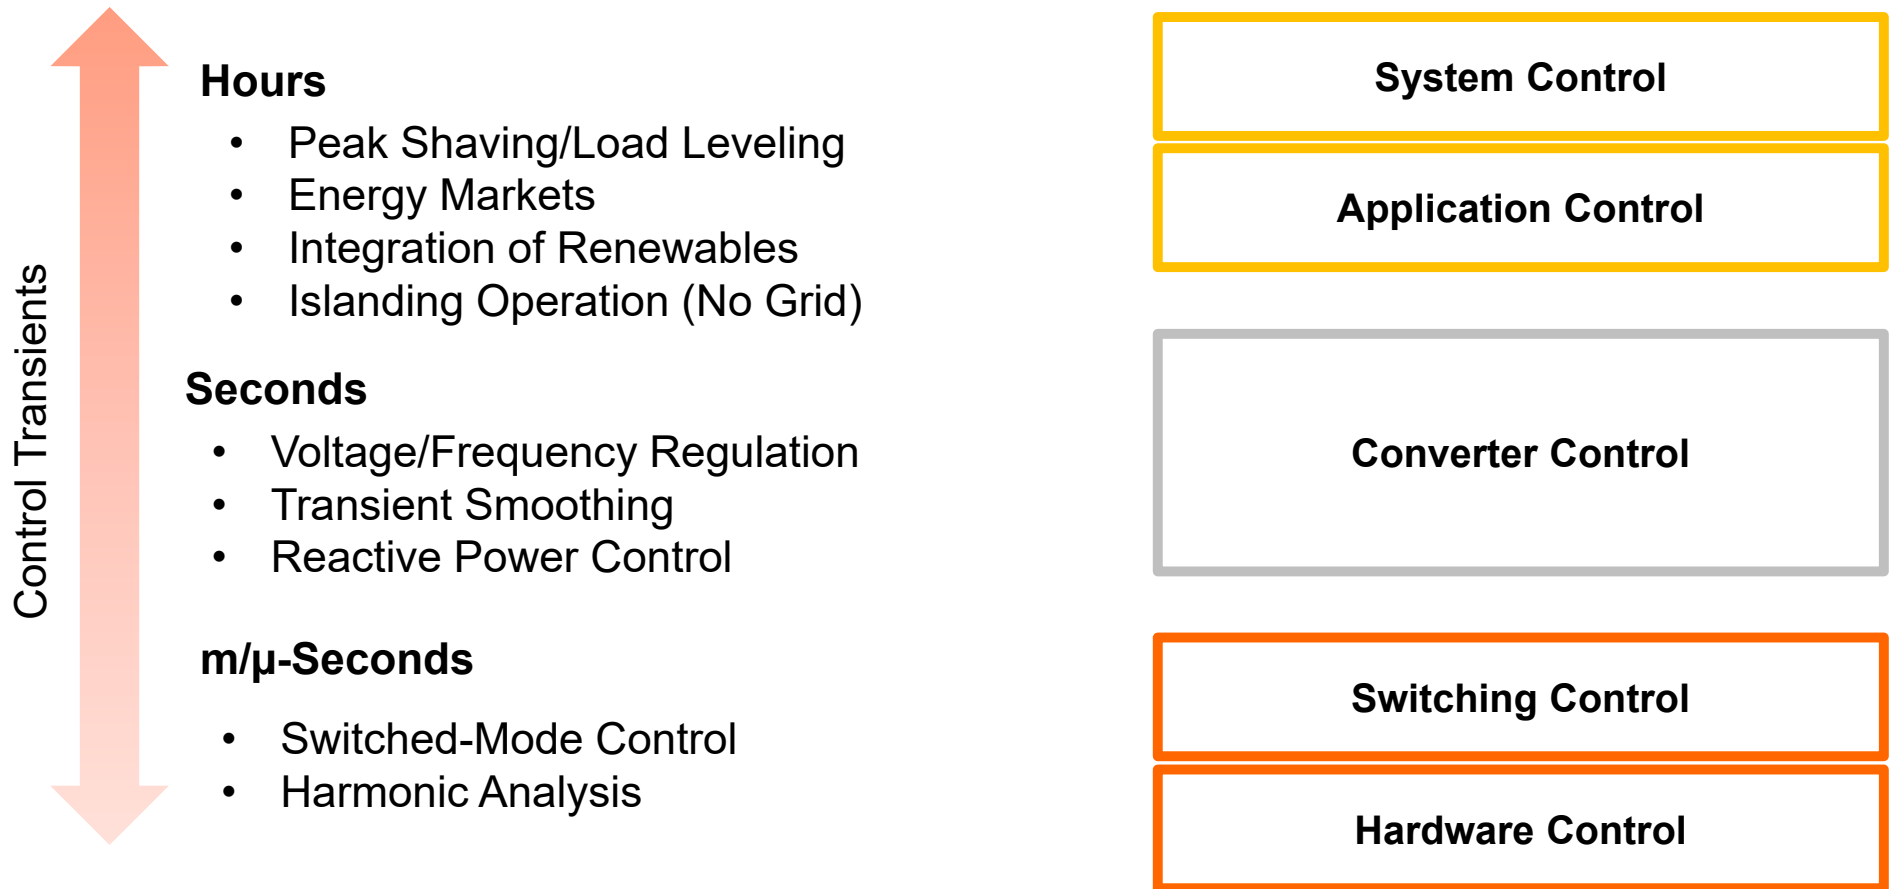 Control Transients
Hours
• Peak Shaving/Load Leveling
• Energy Markets
• Integration of Renewables
• Islanding Operation (No Grid)
Seconds
• Voltage/Frequency Regulation
• Transient Smoothing
• Reactive Power Control
m/μ-Seconds
• Switched-Mode Control
• Harmonic Analysis
System Control
Application Control
Converter Control
Switching Control
Hardware Control